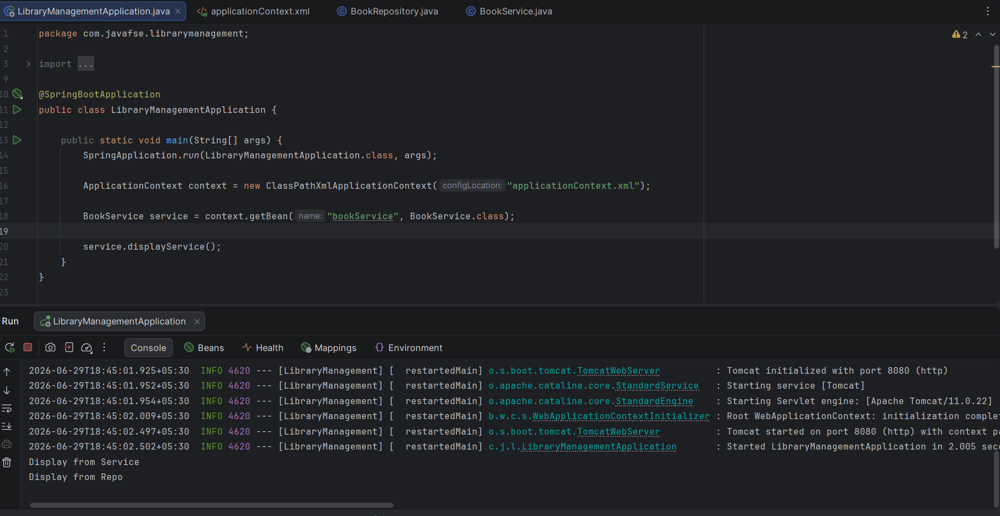 LibraryManagementApplication.java
applicationContext.xml
BookRepository.java
BookService.java
1 package com.javafse.librarymanagement;
2
2
3 import ...
9
10 @SpringBootApplication
11 public class LibraryManagementApplication {
12
13 public static void main(String[] args) {
14 SpringApplication.run(LibraryManagementApplication.class, args);
15
16 ApplicationContext context = new ClassPathXmlApplicationContext( configLocation: "applicationContext.xml");
17
18 BookService service = context.getBean( name: "bookService", BookService.class);
19
20 service.displayService();
21 }
22 }
23
Run LibraryManagementApplication
Console Beans Health Mappings Environment
2026-06-29T18:45:01.925+05:30 INFO 4620 --- [LibraryManagement] [ restartedMain] o.s.boot.tomcat.TomcatWebServer : Tomcat initialized with port 8080 (http)
2026-06-29T18:45:01.952+05:30 INFO 4620 --- [LibraryManagement] [ restartedMain] o.apache.catalina.core.StandardService : Starting service [Tomcat]
2026-06-29T18:45:01.954+05:30 INFO 4620 --- [LibraryManagement] [ restartedMain] o.apache.catalina.core.StandardEngine : Starting Servlet engine: [Apache Tomcat/11.0.22]
2026-06-29T18:45:02.009+05:30 INFO 4620 --- [LibraryManagement] [ restartedMain] b.w.c.s.WebApplicationContextInitializer : Root WebApplicationContext: initialization complet
2026-06-29T18:45:02.497+05:30 INFO 4620 --- [LibraryManagement] [ restartedMain] o.s.boot.tomcat.TomcatWebServer : Tomcat started on port 8080 (http) with context pa
2026-06-29T18:45:02.502+05:30 INFO 4620 --- [LibraryManagement] [ restartedMain] c.j.l.LibraryManagementApplication : Started LibraryManagementApplication in 2.005 seco
Display from Service
Display from Repo